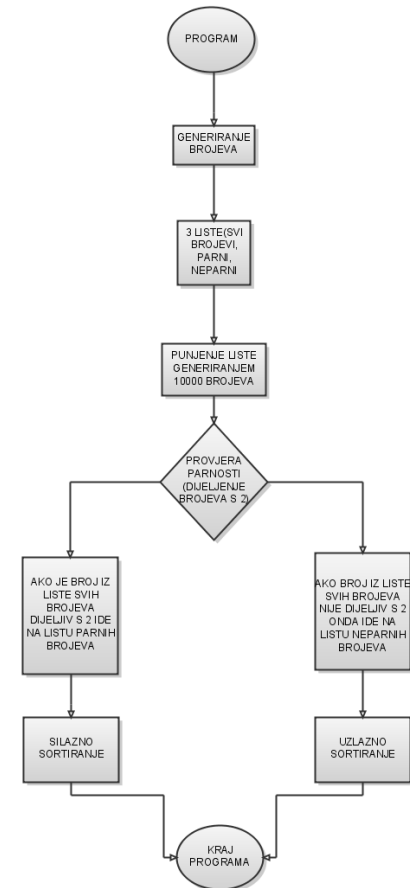 PROGRAM
GENERIRANJE
BROJEVA
3 LISTE(SVI
BROJEVI,
PARNI,
NEPARNI
PUNJENJE LISTE
GENERIRANJEM
10000 BROJEVA
PROVJERA
PARNOSTI
(DIJELJENJE
BROJEVA S 2)
AKO JE BROJ IZ
LISTE SVIH
BROJEVA
DIJELJIV S 2 IDE
NA LISTU PARNIH
BROJEVA
AKO BROJ IZ LISTE
SVIH BROJEVA
NIJE DIJELJIV S 2
ONDA IDE NA
LISTU NEPARNIH
BROJEVA
SILAZNO
SORTIRANJE
UZLAZNO
SORTIRANJE
KRAJ
PROGRAMA